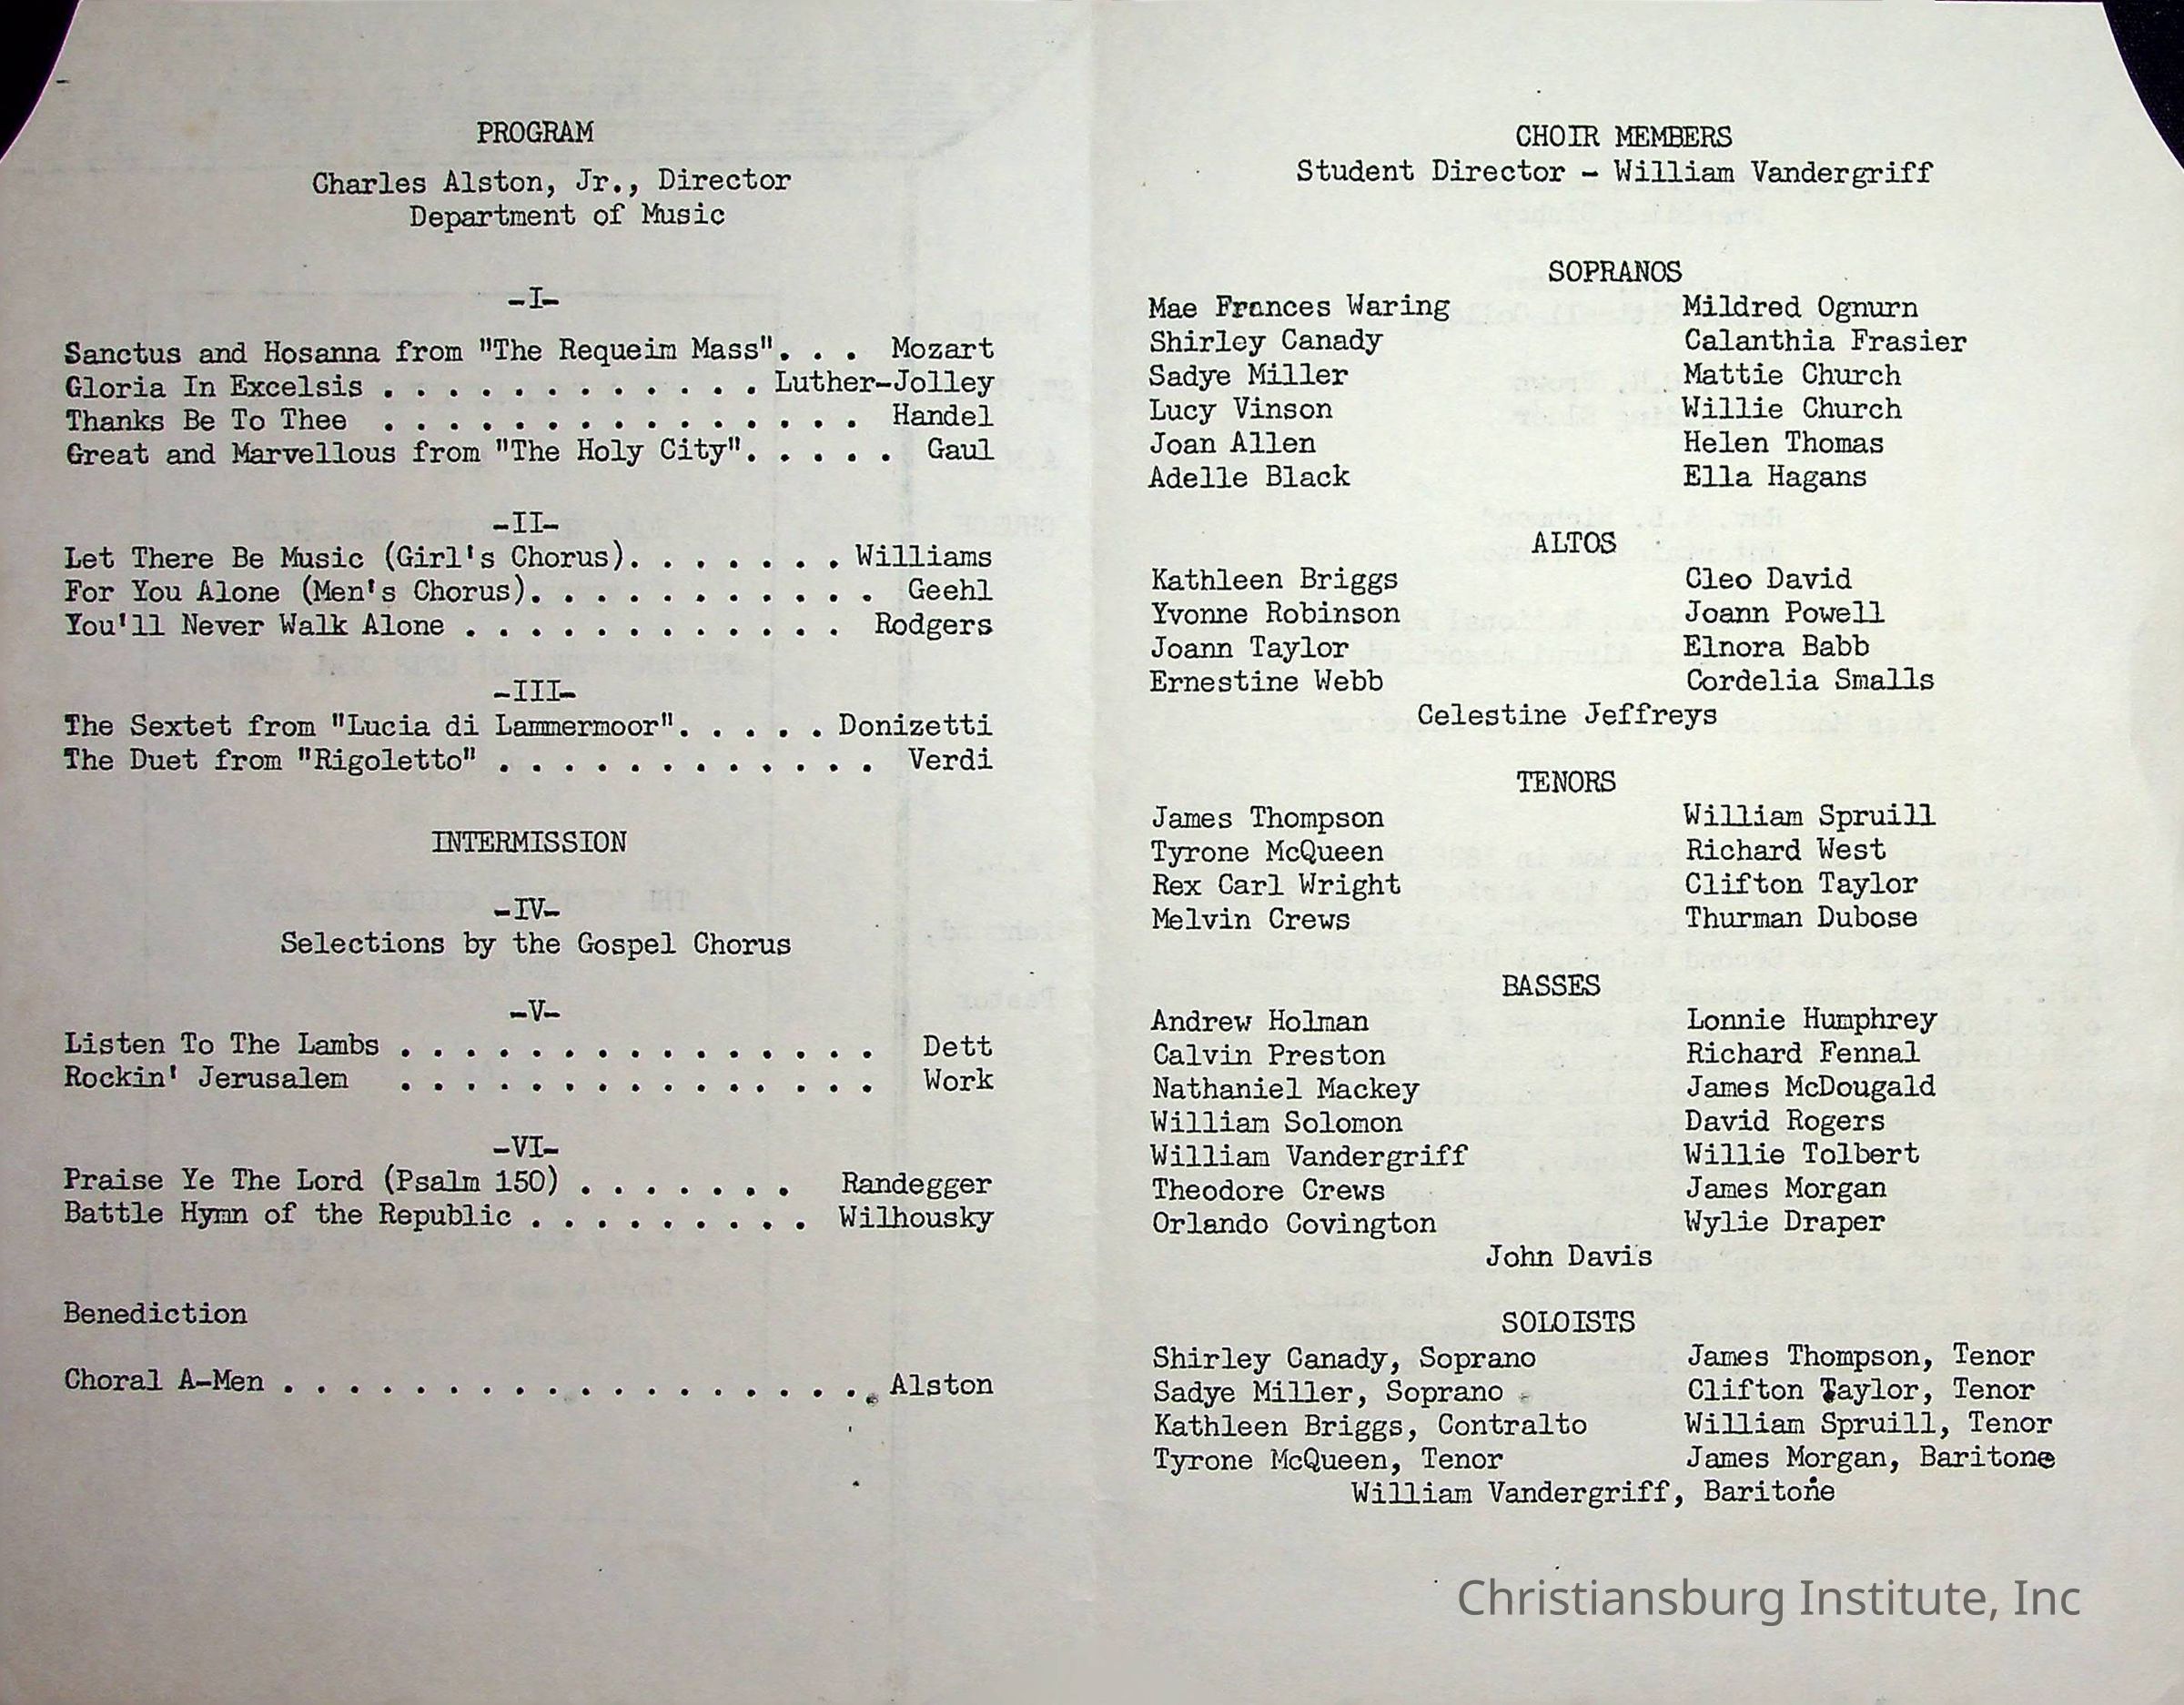 PROGRAM
Charles Alston, Jr., Director
Department of Music
-I-
Sanctus and Hosanna from "The Requeim Mass". . . Mozart
Gloria In Excelsis . . . . . . . . . . . . Luther-Jolley
Thanks Be To Thee . . . . . . . . . . . . . . . Handel
Great and Marvellous from "The Holy City". . . . . Gaul
-II-
Let There Be Music (Girl's Chorus). . . . . . . Williams
For You Alone (Men's Chorus). . . . . . . . . . . Geehl
You'll Never Walk Alone . . . . . . . . . . . . Rodgers
-III-
The Sextet from "Lucia di Lammermoor". . . . . Donizetti
The Duet from "Rigoletto" . . . . . . . . . . . . Verdi
INTERMISSION
-IV-
Selections by the Gospel Chorus
-V-
Listen To The Lambs . . . . . . . . . . . . . . . Dett
Rockin' Jerusalem . . . . . . . . . . . . . . . Work
-VI-
Praise Ye The Lord (Psalm 150) . . . . . . . Randegger
Battle Hymn of the Republic . . . . . . . . . Wilhousky
Benediction
Choral A-Men . . . . . . . . . . . . . . . . . . . Alston
CHOIR MEMBERS
Student Director - William Vandergriff
SOPRANOS
Mae Frances Waring Mildred Ognurn
Shirley Canady Calanthia Frasier
Sadye Miller Mattie Church
Lucy Vinson Willie Church
Joan Allen Helen Thomas
Adelle Black Ella Hagans
ALTOS
Kathleen Briggs Cleo David
Yvonne Robinson Joann Powell
Joann Taylor Elnora Babb
Ernestine Webb Cordelia Smalls
Celestine Jeffreys
TENORS
James Thompson William Spruill
Tyrone McQueen Richard West
Rex Carl Wright Clifton Taylor
Melvin Crews Thurman Dubose
BASSES
Andrew Holman Lonnie Humphrey
Calvin Preston Richard Fennal
Nathaniel Mackey James McDougald
William Solomon David Rogers
William Vandergriff Willie Tolbert
Theodore Crews James Morgan
Orlando Covington Wylie Draper
John Davis
SOLOISTS
Shirley Canady, Soprano James Thompson, Tenor
Sadye Miller, Soprano Clifton Taylor, Tenor
Kathleen Briggs, Contralto William Spruill, Tenor
Tyrone McQueen, Tenor James Morgan, Baritone
William Vandergriff, Baritone
Christiansburg Institute, Inc